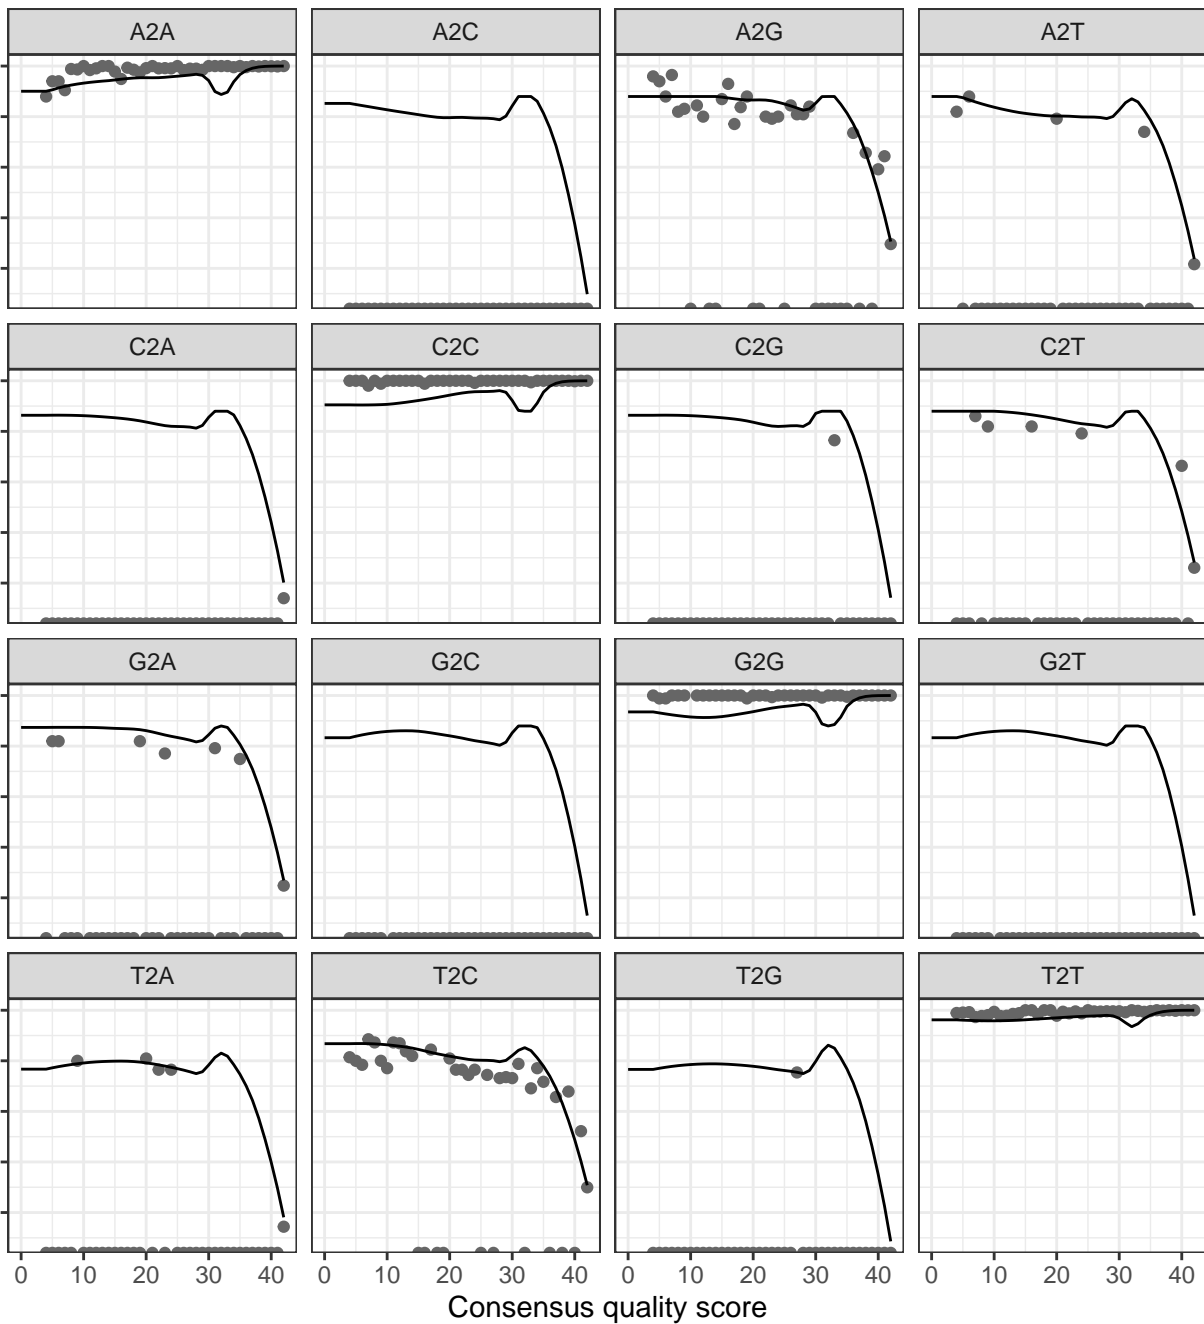 A2A A2C A2G A2T
C2A C2C C2G C2T
G2A G2C G2G G2T
T2A T2C T2G T2T
0 10 20 30 40 0 10 20 30 40 0 10 20 30 40 0 10 20 30 40
Consensus quality score